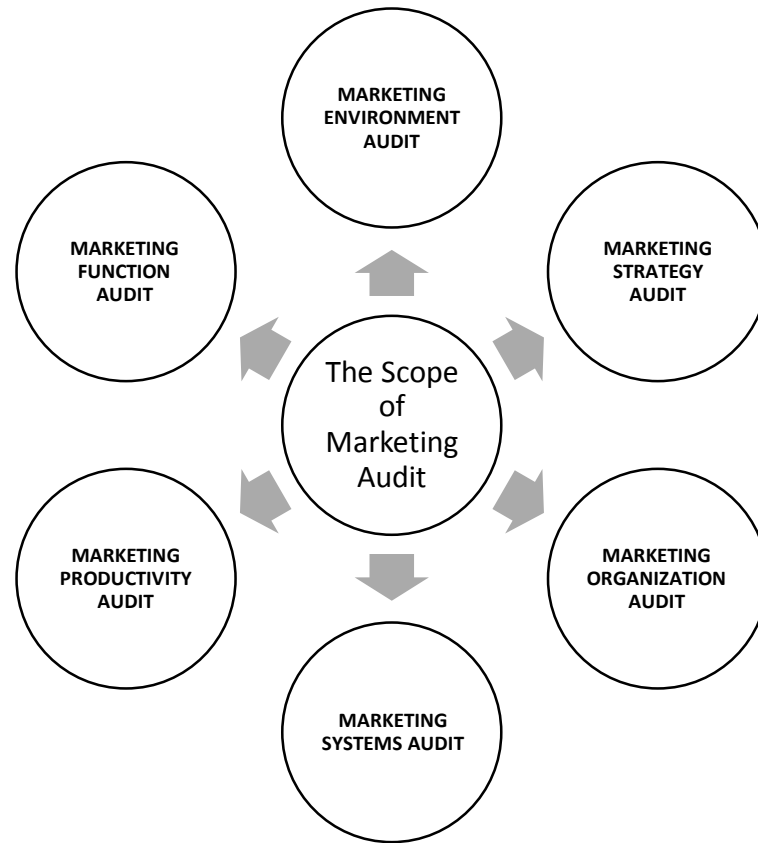 MARKETING
ENVIRONMENT
AUDIT
MARKETING
FUNCTION
AUDIT
MARKETING
STRATEGY
AUDIT
The Scope
of
Marketing
Audit
MARKETING
PRODUCTIVITY
AUDIT
MARKETING
ORGANIZATION
AUDIT
MARKETING
SYSTEMS AUDIT